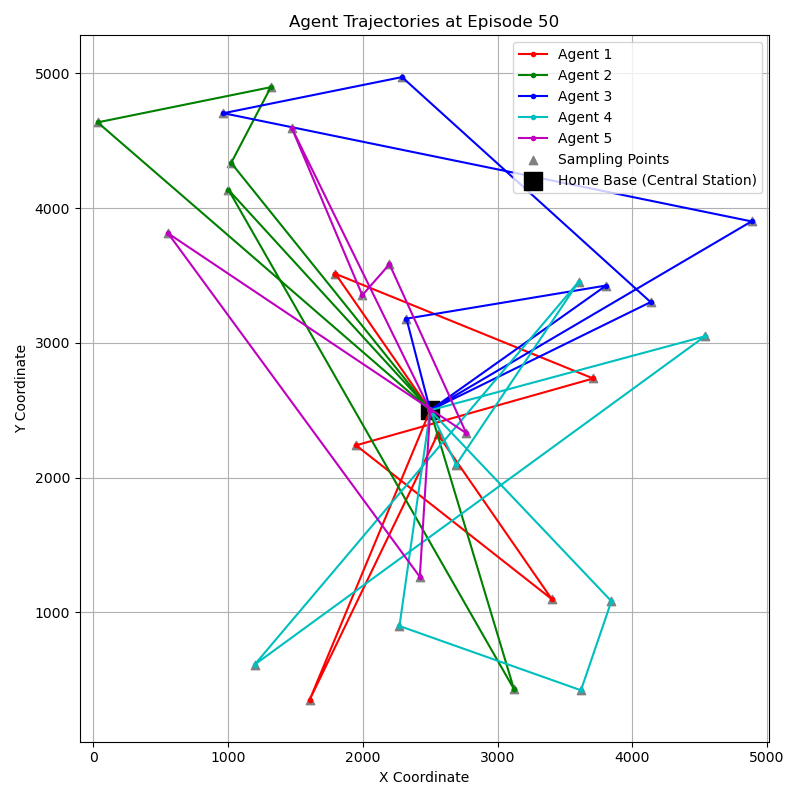 Agent Trajectories at Episode 50
Agent 1
Agent 2
Agent 3
Agent 4
Agent 5
Sampling Points
Home Base (Central Station)
5000
4000
3000
2000
1000
Y Coordinate
0 1000 2000 3000 4000 5000
X Coordinate